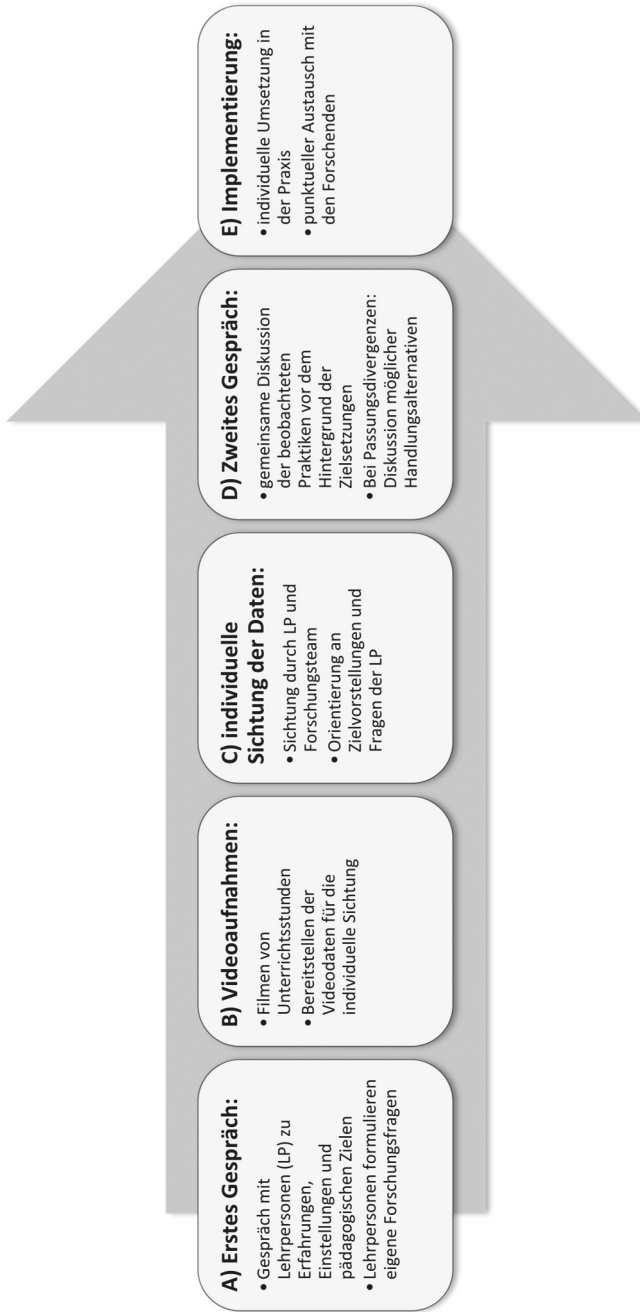 A) Erstes Gespräch:
• Gespräch mit
Lehrpersonen (LP) zu
Erfahrungen,
Einstellungen und
pädagogischen Zielen
• Lehrpersonen formulieren
eigene Forschungsfragen
B) Videoaufnahmen:
• Filmen von
Unterrichtsstunden
• Bereitstellen der
Videodaten für die
individuelle Sichtung
C) individuelle
Sichtung der Daten:
• Sichtung durch LP und
Forschungsteam
• Orientierung an
Zielvorstellungen und
Fragen der LP
D) Zweites Gespräch:
• gemeinsame Diskussion
der beobachteten
Praktiken vor dem
Hintergrund der
Zielsetzungen
• Bei Passungsdivergenzen:
Diskussion möglicher
Handlungsalternativen
E) Implementierung:
• individuelle Umsetzung in
der Praxis
• punktueller Austausch mit
den Forschenden